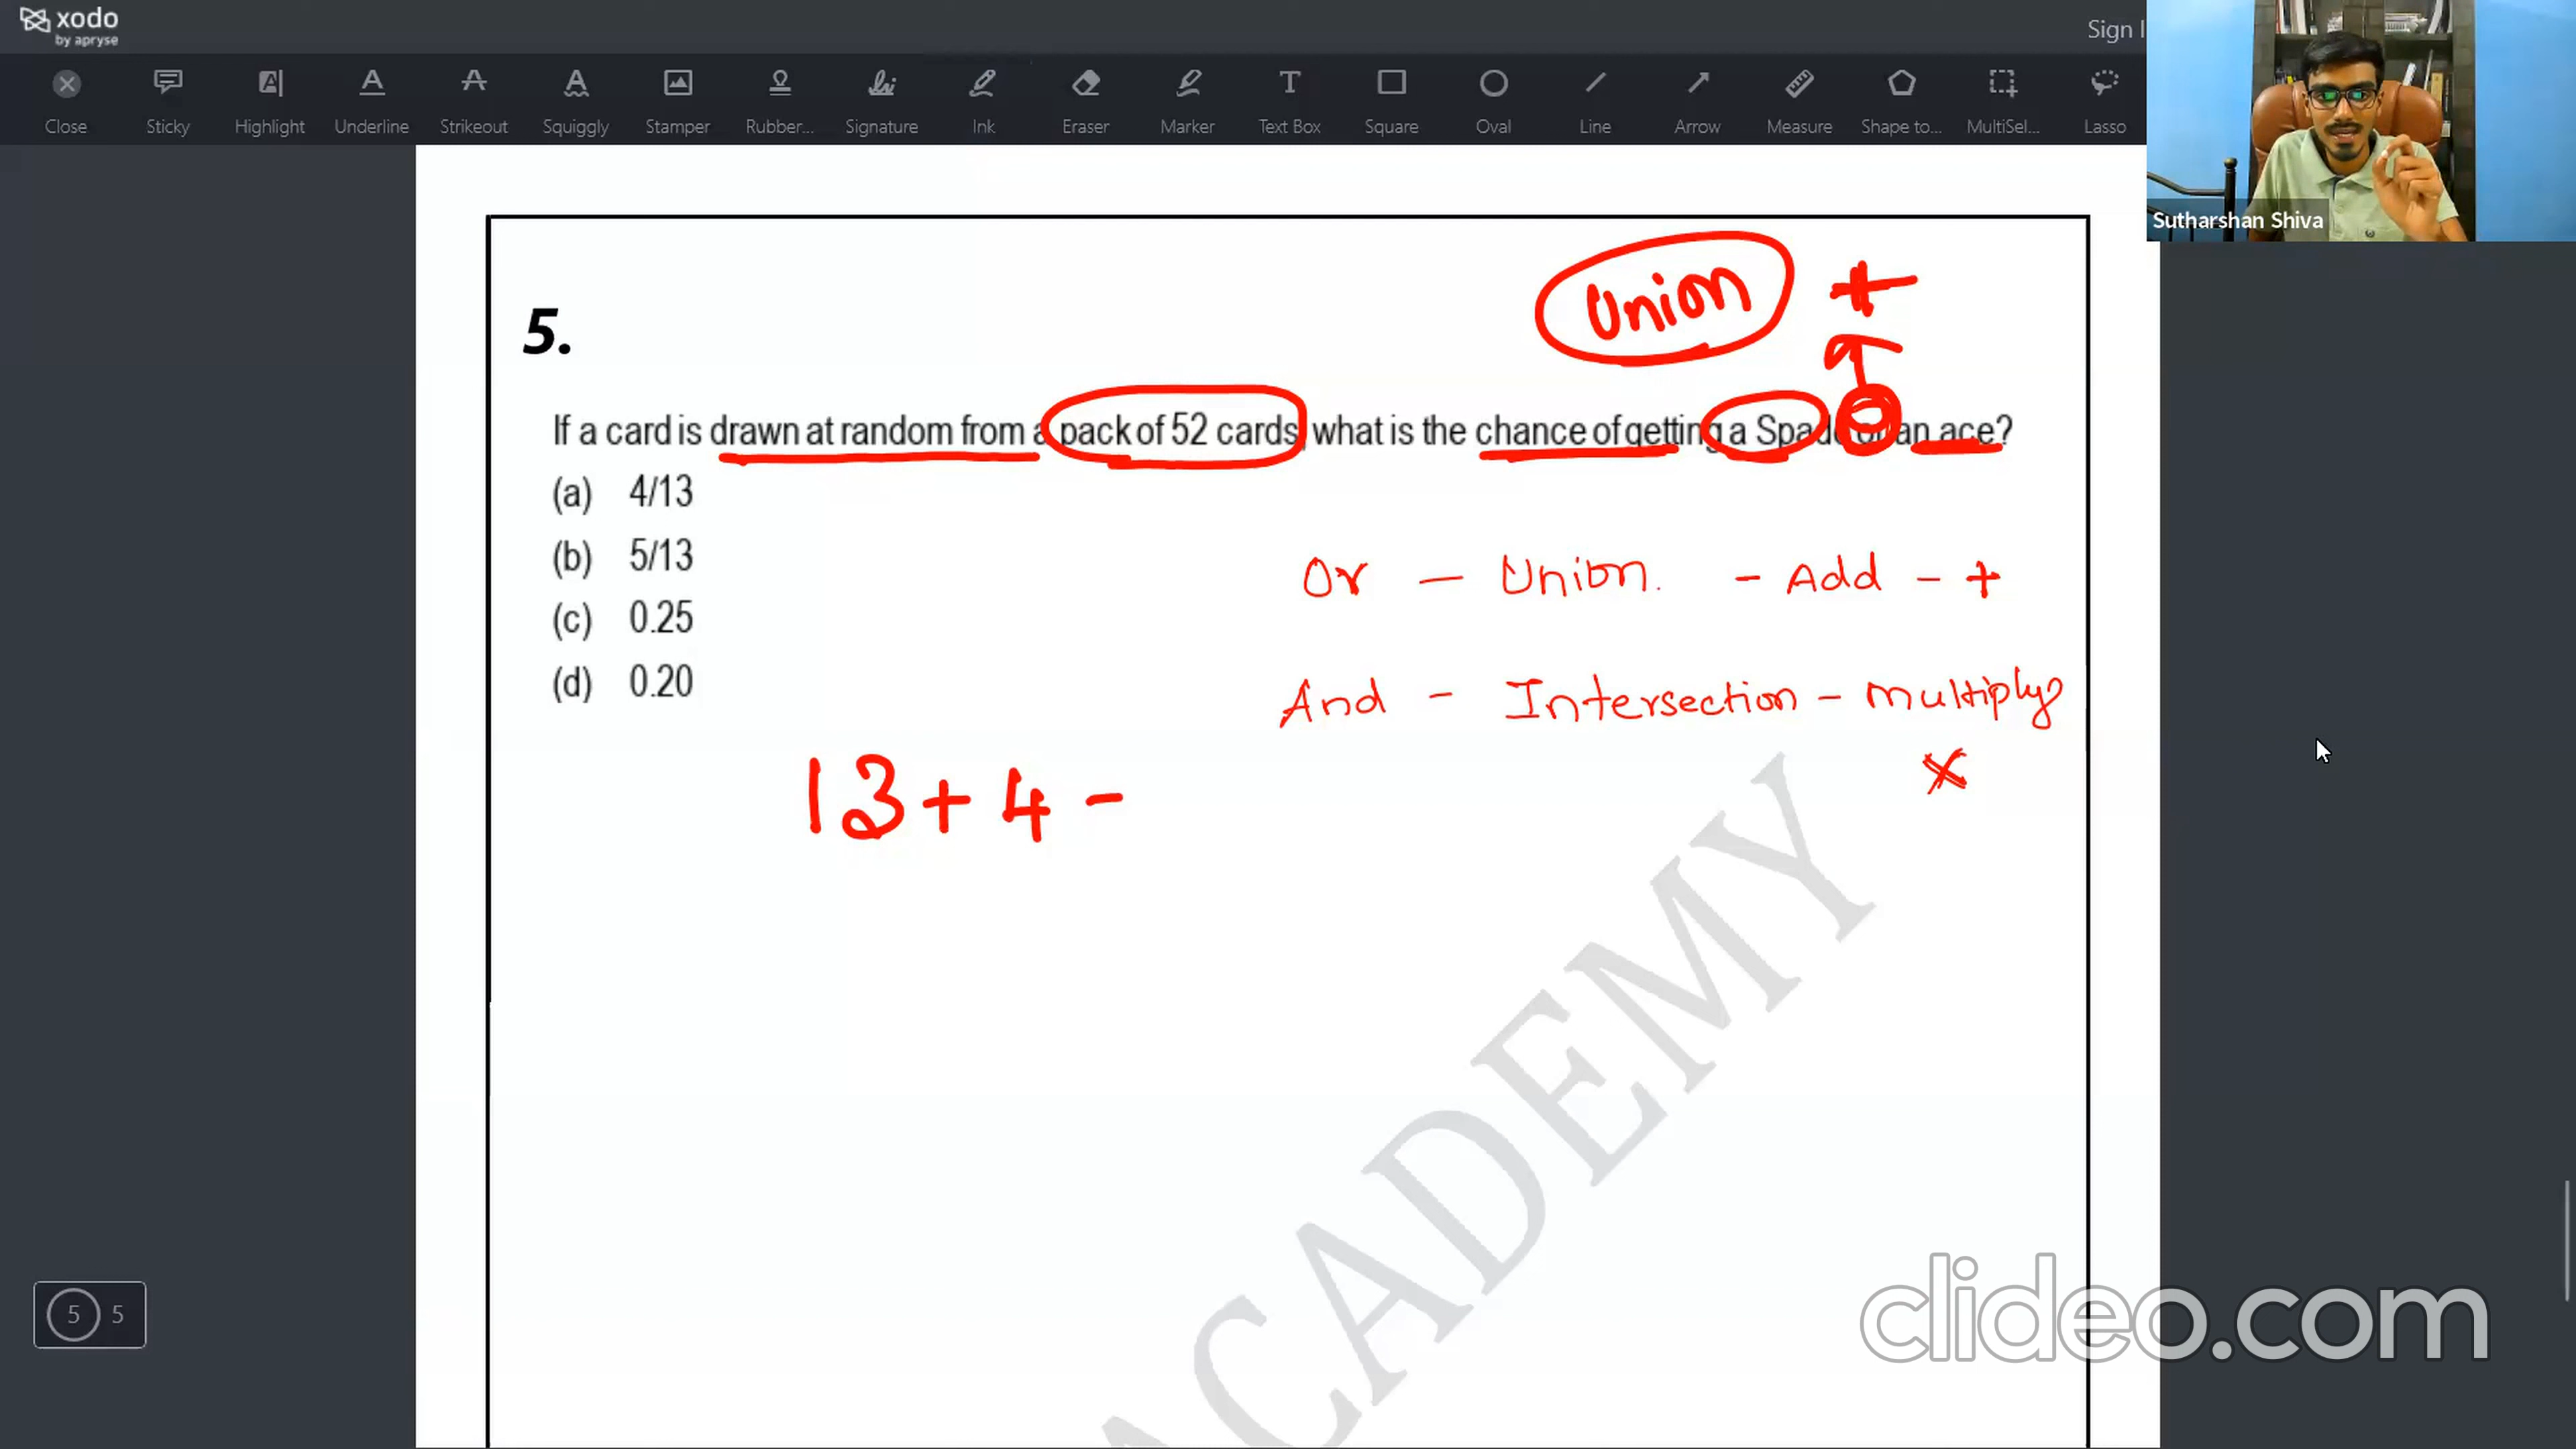 xodo
by apryse
Sign I
Close Sticky Highlight Underline Strikeout Squiggly Stamper Rubber... Signature Ink Eraser Marker Text Box Square Oval Line Arrow Measure Shape to... MultiSel... Lasso
Sutharshan Shiva
Union +
5.
If a card is drawn at random from a pack of 52 cards, what is the chance of getting a Spade or an ace?
(a) 4/13
(b) 5/13
(c) 0.25
(d) 0.20
Or - Union. - Add - +
And - Intersection - multiply
×
13 + 4 -
ACADEMY
5 5
clideo.com